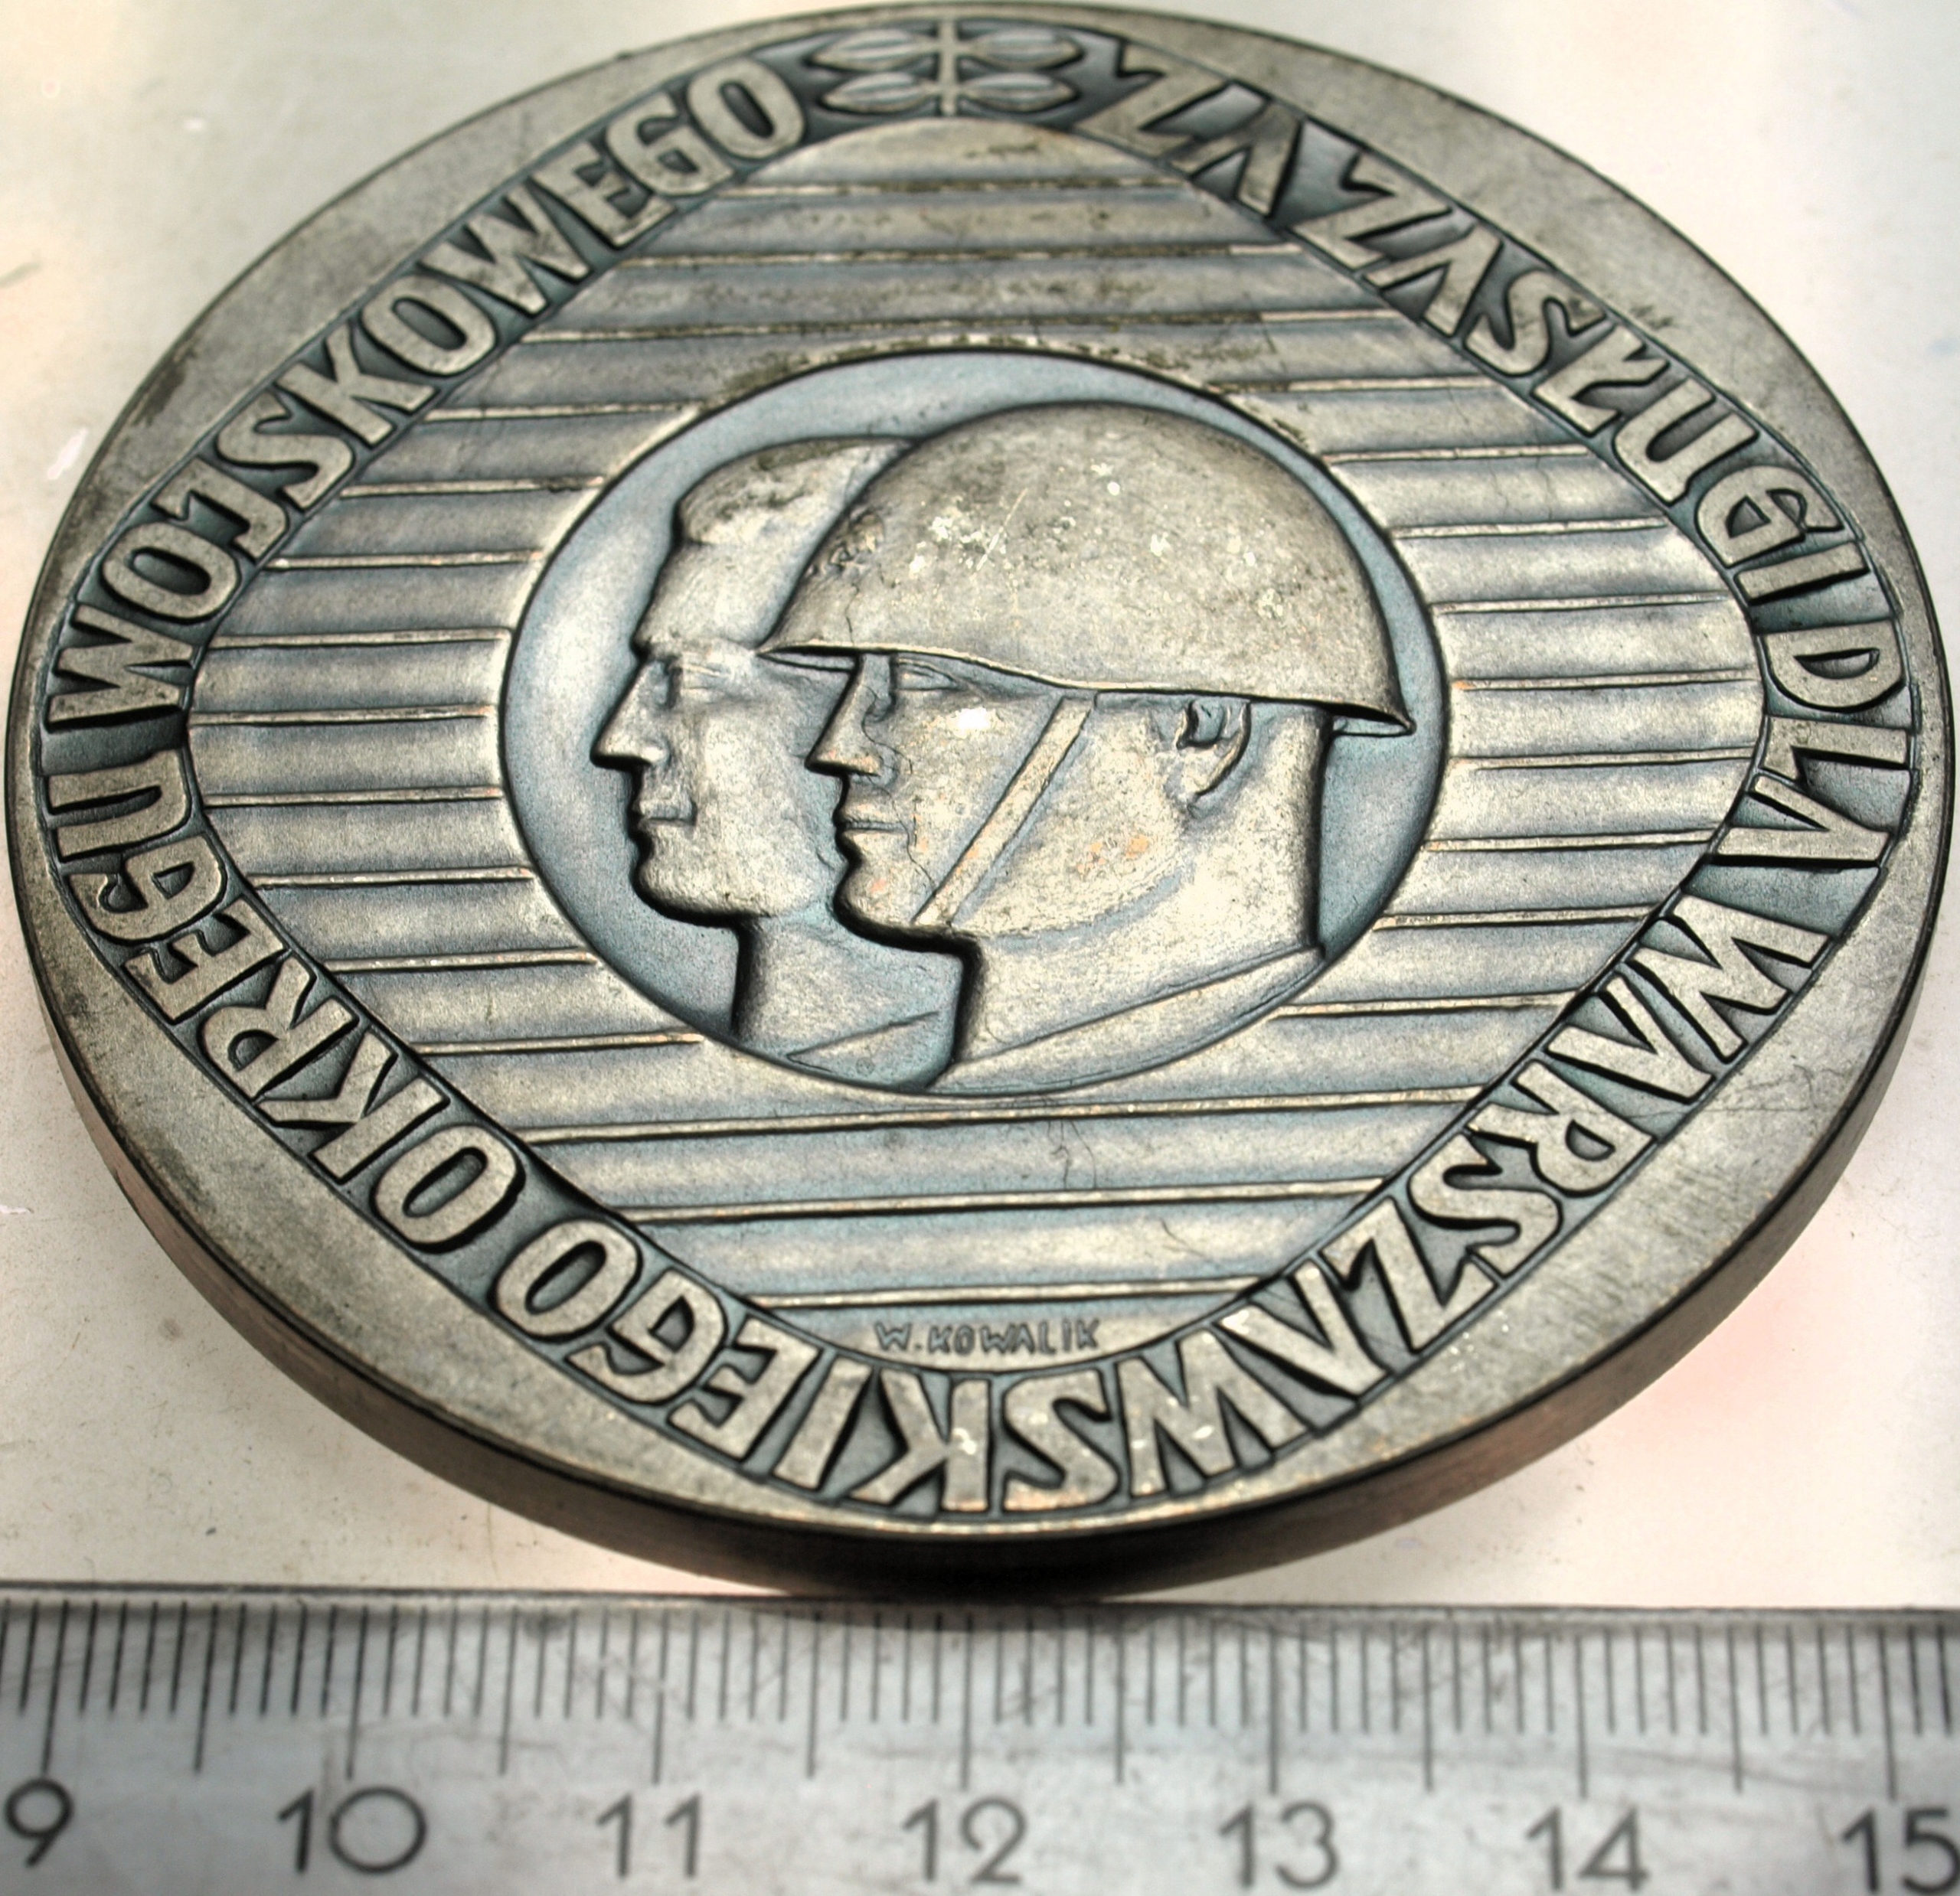 ZA ZASŁUGI DLA WARSZAWSKIEGO OKRĘGU WOJSKOWEGO
W.KOWALIK
9 10 11 12 13 14 15